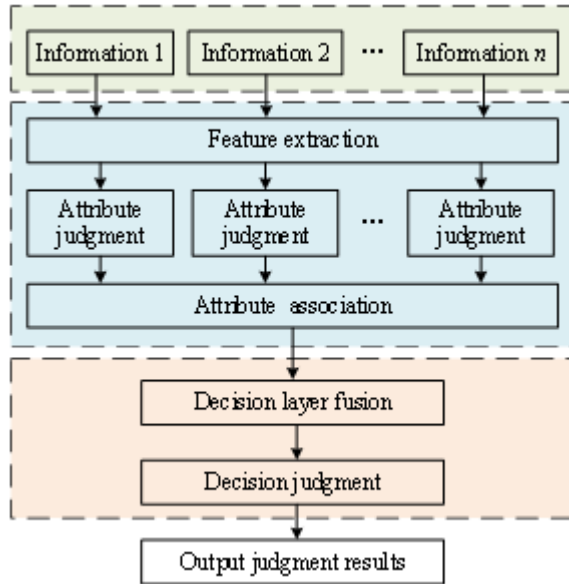 Information 1 Information 2 ... Information n
Feature extraction
Attribute Attribute ... Attribute
judgment judgment judgment
Attribute association
Decision layer fusion
Decision judgment
Output judgment results